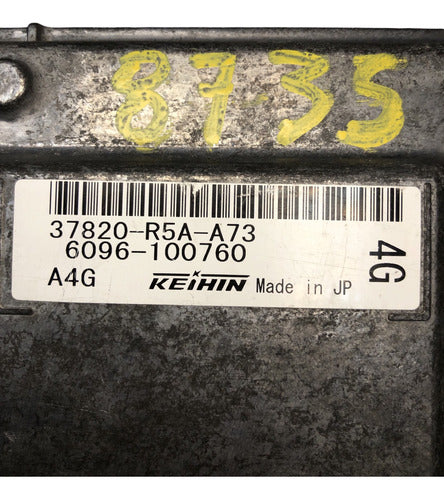 8735
37820-R5A-A73
6096-100760
A4G KEIHIN Made in JP
4G